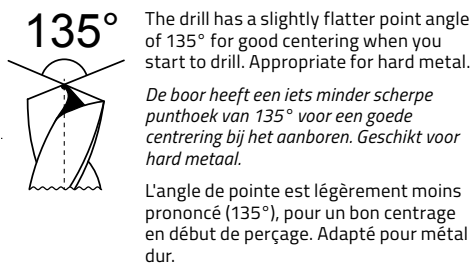 135°
The drill has a slightly flatter point angle
of 135° for good centering when you
start to drill. Appropriate for hard metal.
De boor heeft een iets minder scherpe
punthoek van 135° voor een goede
centrering bij het aanboren. Geschikt voor
hard metaal.
L'angle de pointe est légèrement moins
prononcé (135°), pour un bon centrage
en début de perçage. Adapté pour métal
dur.